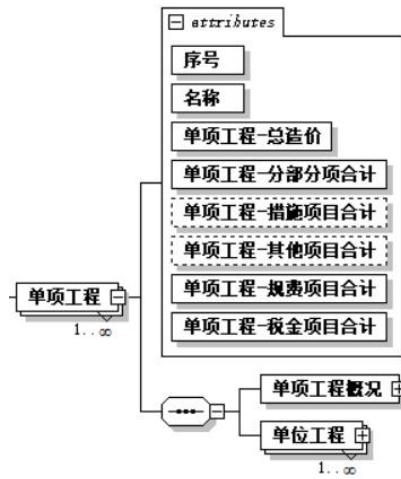 attributes
序号
名称
单项工程-总造价
单项工程-分部分项合计
单项工程-措施项目合计
单项工程-其他项目合计
单项工程-规费项目合计
单项工程-税金项目合计
单项工程
1..∞
单项工程概况
单位工程
1..∞